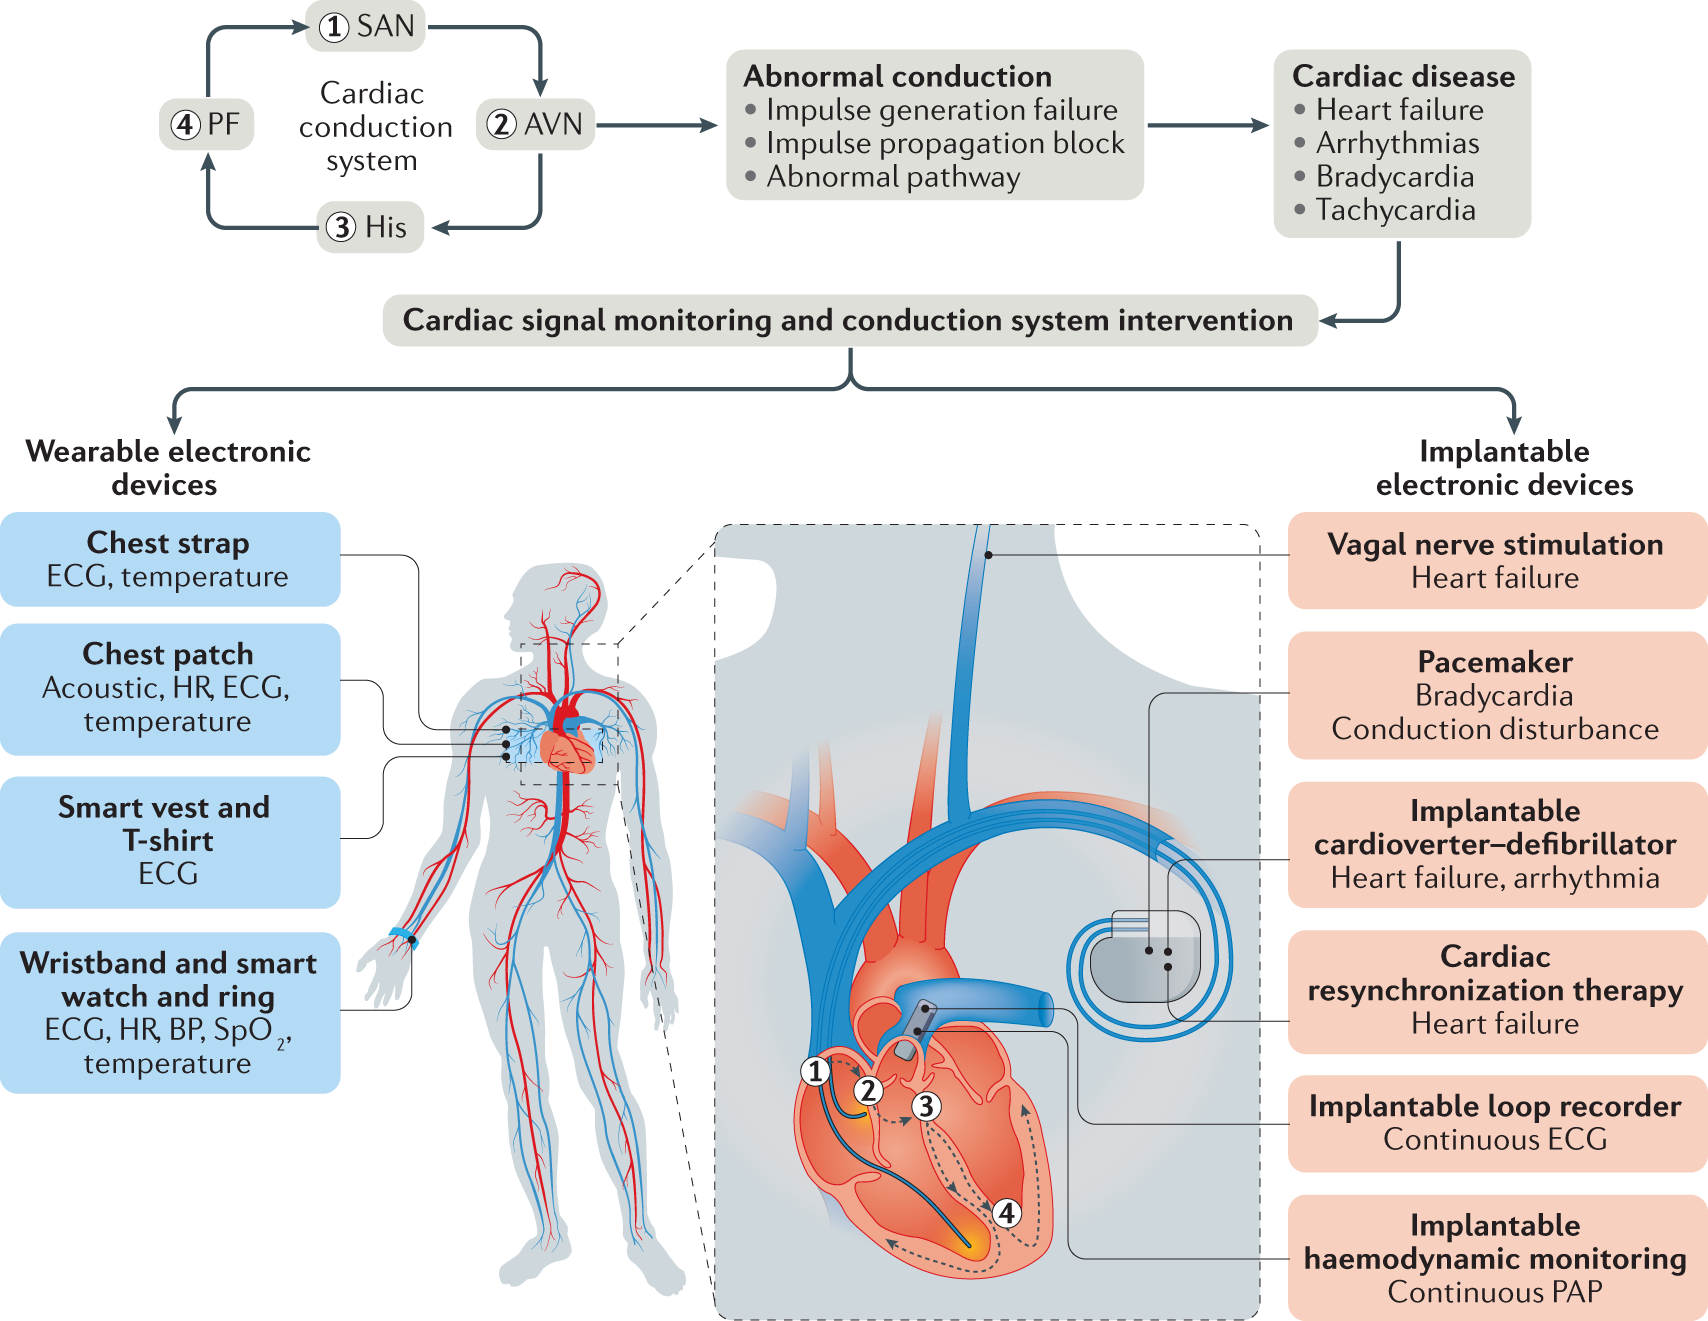 1 SAN
Cardiac
conduction
system
4 PF
2 AVN
3 His
Abnormal conduction
• Impulse generation failure
• Impulse propagation block
• Abnormal pathway
Cardiac disease
• Heart failure
• Arrhythmias
• Bradycardia
• Tachycardia
Cardiac signal monitoring and conduction system intervention
Wearable electronic
devices
Chest strap
ECG, temperature
Chest patch
Acoustic, HR, ECG,
temperature
Smart vest and
T-shirt
ECG
Wristband and smart
watch and ring
ECG, HR, BP, SpO2,
temperature
1
2
3
4
Implantable
electronic devices
Vagal nerve stimulation
Heart failure
Pacemaker
Bradycardia
Conduction disturbance
Implantable
cardioverter–defibrillator
Heart failure, arrhythmia
Cardiac
resynchronization therapy
Heart failure
Implantable loop recorder
Continuous ECG
Implantable
haemodynamic monitoring
Continuous PAP